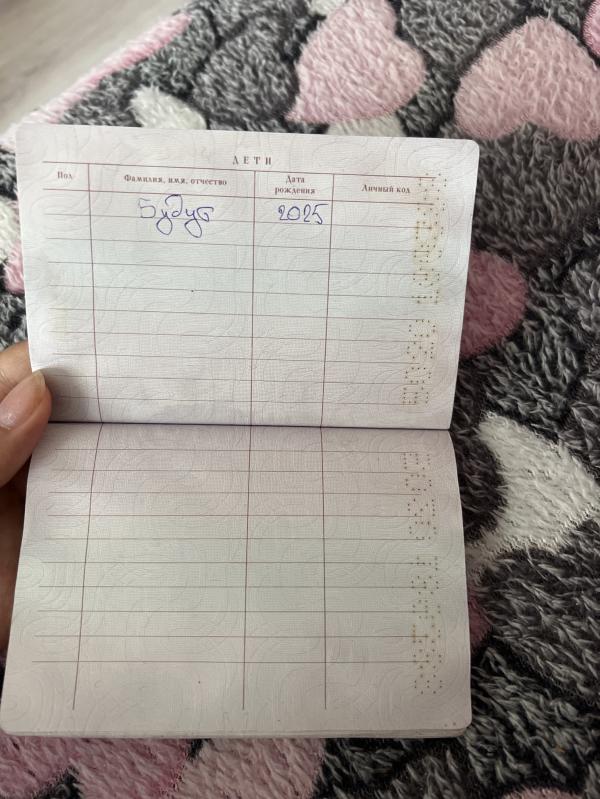 ДЕТИ
Пол Фамилия, имя, отчество Дата рождения Личный код
Будут 2025